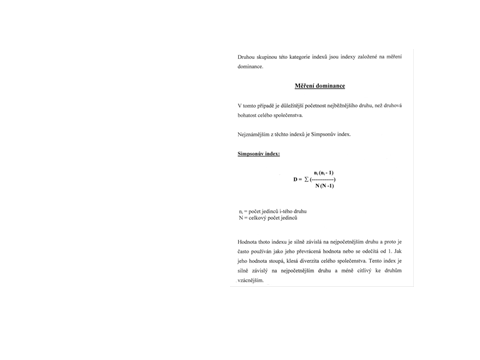 Druhou skupinou této kategorie indexů jsou indexy založené na měření
dominance.
Měření dominance
V tomto případě je důležitější početnost nejběžnějšího druhu, než druhová
bohatost celého společenstva.
Nejznámějším z těchto indexů je Simpsonův index.
Simpsonův index:
nᵢ (nᵢ - 1)
D = ∑ (-----------)
N (N -1)
nᵢ = počet jedinců i-tého druhu
N = celkový počet jedinců
Hodnota tohoto indexu je silně závislá na nejpočetnějším druhu a proto je
často používán jako jeho převrácená hodnota nebo se odečítá od 1. Jak
jeho hodnota stoupá, klesá diverzita celého společenstva. Tento index je
silně závislý na nejpočetnějším druhu a méně citlivý ke druhům
vzácnějším.